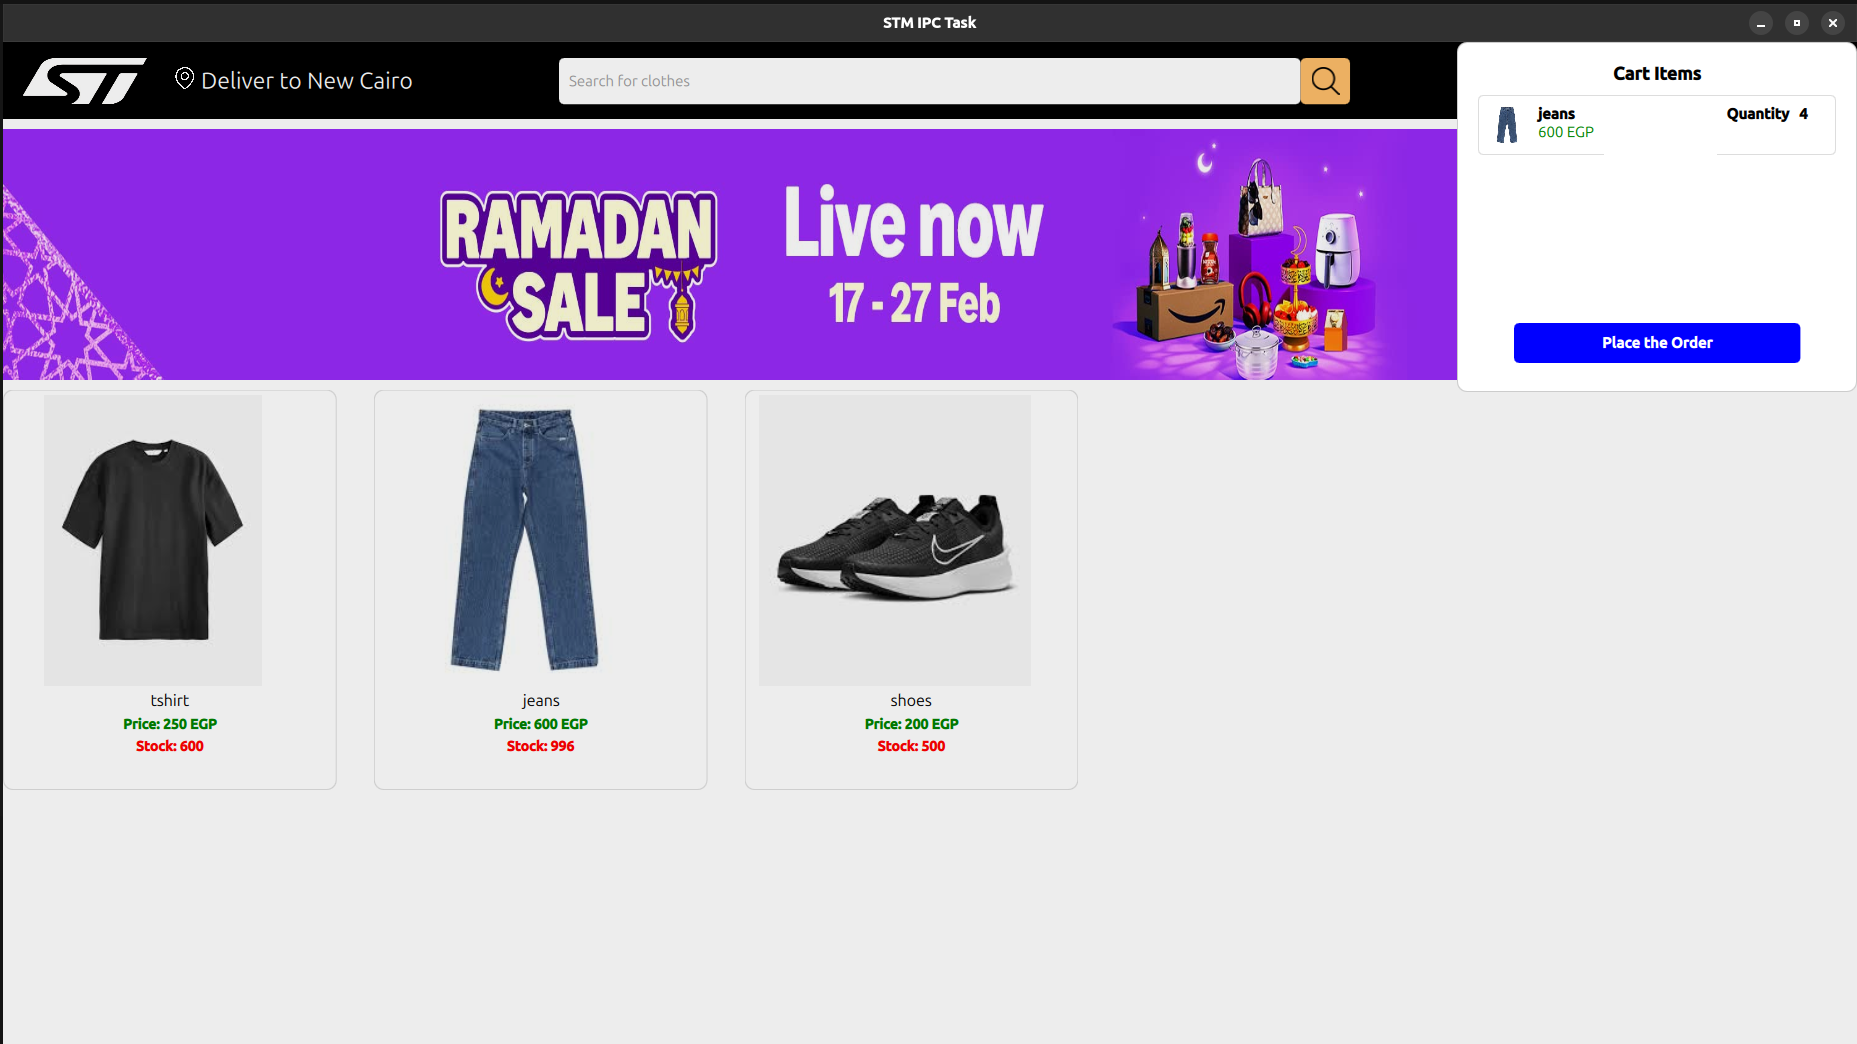 STM IPC Task
ST
Deliver to New Cairo
Search for clothes
Cart Items
jeans
Quantity 4
600 EGP
Place the Order
RAMADAN
SALE
Live now
17 - 27 Feb
tshirt
Price: 250 EGP
Stock: 600
jeans
Price: 600 EGP
Stock: 996
shoes
Price: 200 EGP
Stock: 500